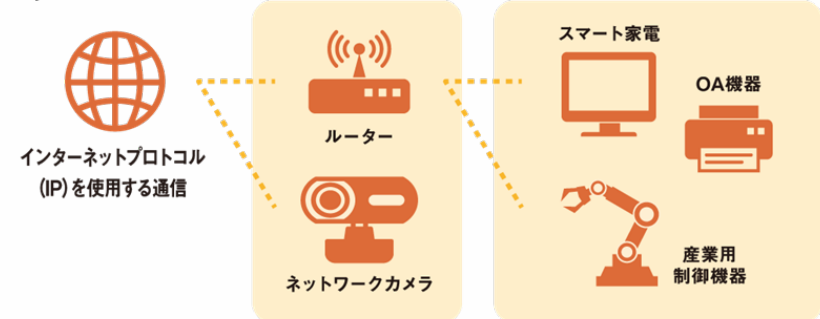 インターネットプロトコル
(IP)を使用する通信
ルーター
ネットワークカメラ
スマート家電
OA機器
産業用
制御機器